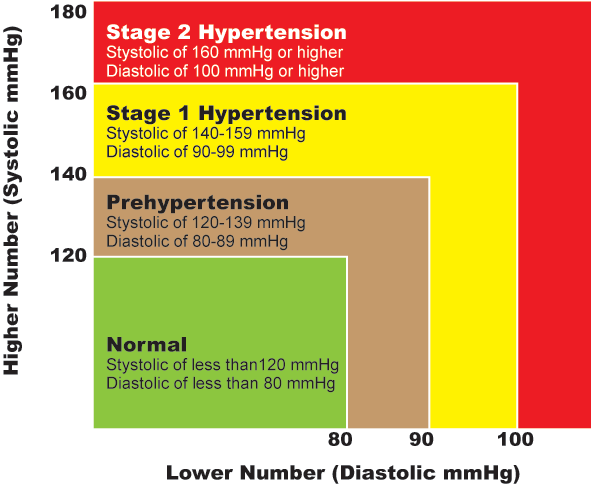 180
Stage 2 Hypertension
Stystolic of 160 mmHg or higher
Diastolic of 100 mmHg or higher
160
Stage 1 Hypertension
Stystolic of 140-159 mmHg
Diastolic of 90-99 mmHg
140
Prehypertension
Stystolic of 120-139 mmHg
Diastolic of 80-89 mmHg
120
Normal
Stystolic of less than120 mmHg
Diastolic of less than 80 mmHg
80 90 100
Lower Number (Diastolic mmHg)
Higher Number (Systolic mmHg)